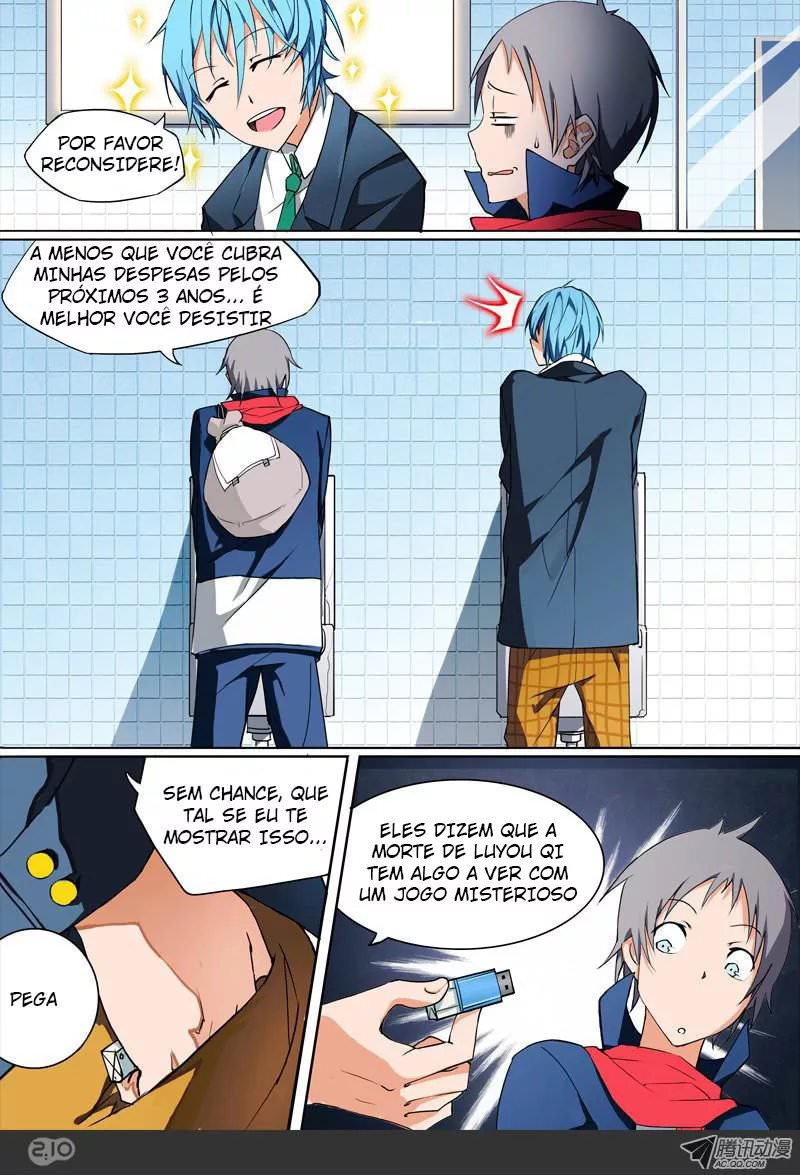 POR FAVOR
RECONSIDERE!
A MENOS QUE VOCÊ CUBRA
MINHAS DESPESAS PELOS
PRÓXIMOS 3 ANOS... É
MELHOR VOCÊ DESISTIR
SEM CHANCE, QUE
TAL SE EU TE
MOSTRAR ISSO...
PEGA
ELES DIZEM QUE A
MORTE DE LUYOU QI
TEM ALGO A VER COM
UM JOGO MISTERIOSO
2.10
腾讯动漫
AC.QQ.COM